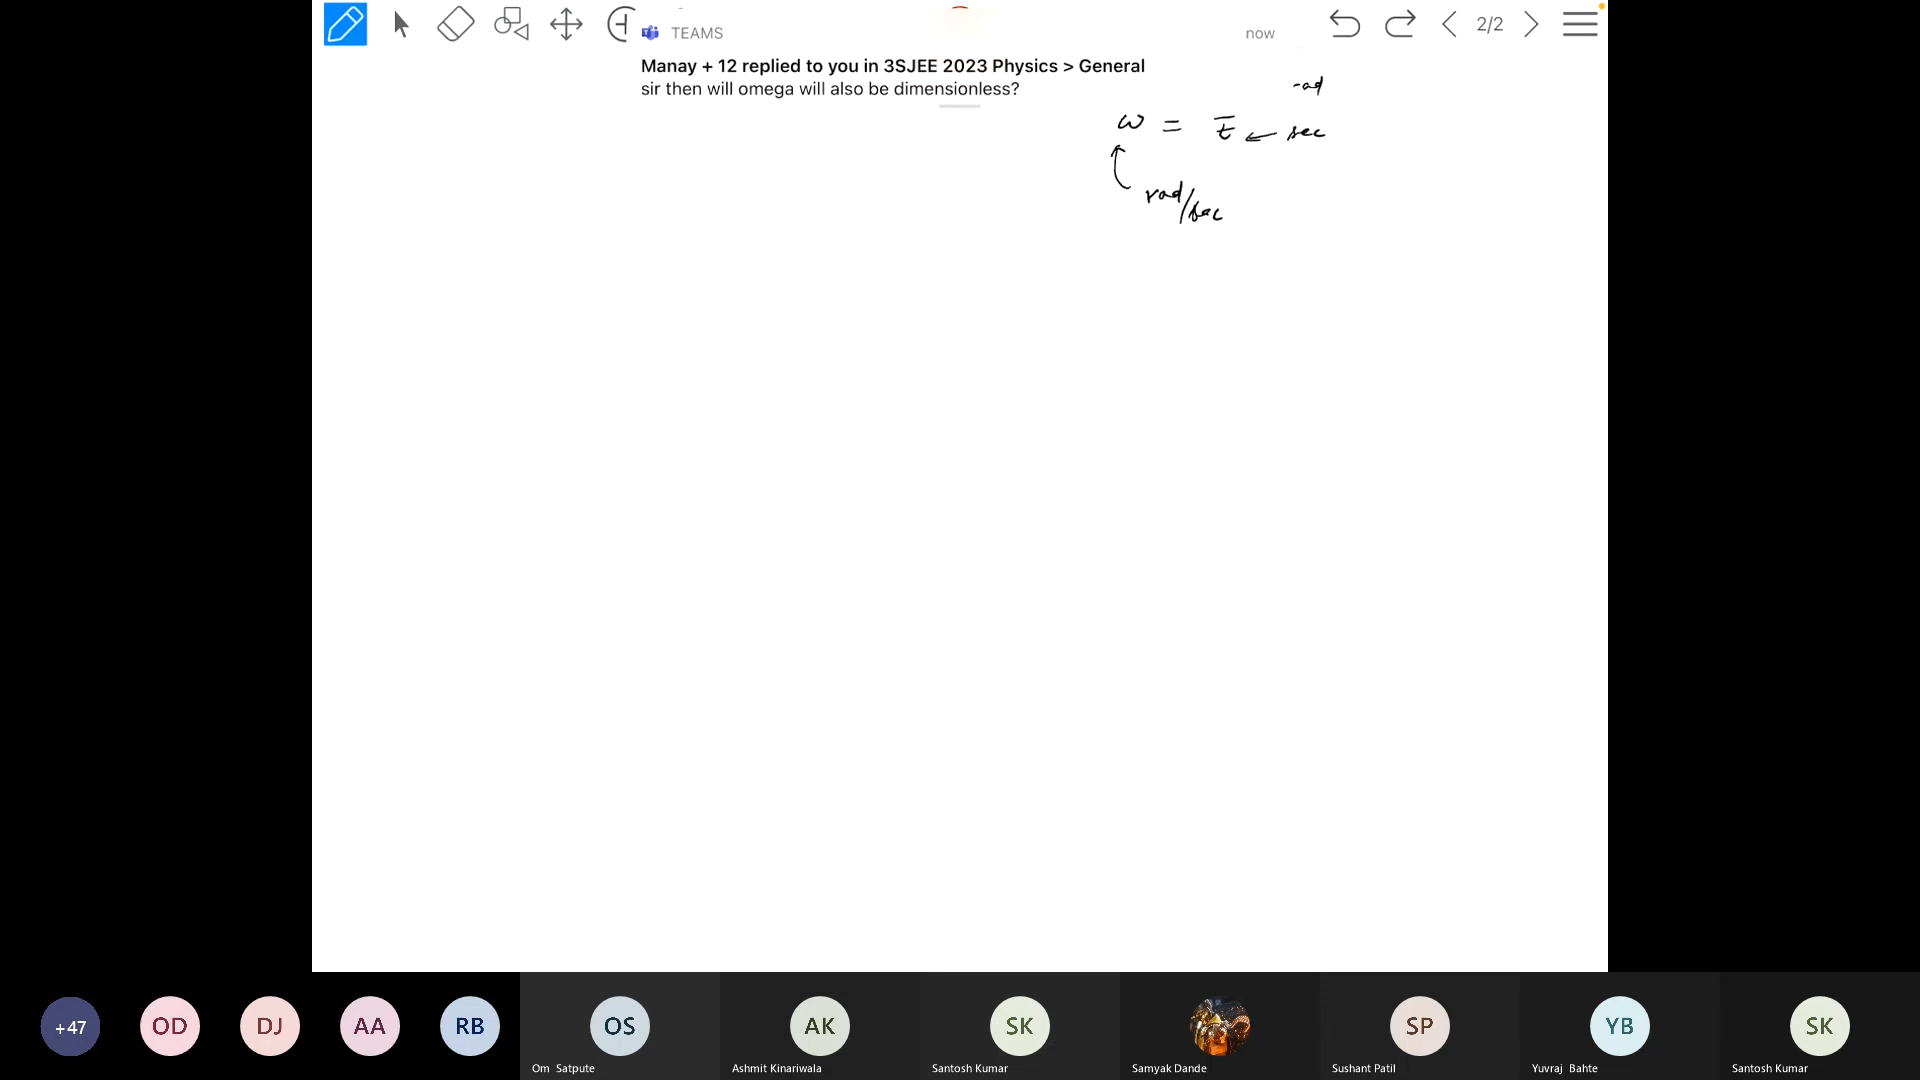 TEAMS
now
2/2
Manay + 12 replied to you in 3SJEE 2023 Physics > General
sir then will omega will also be dimensionless?
ω = t ← sec
rad/sec
+47
OD
DJ
AA
RB
OS
AK
SK
SP
YB
SK
Om Satpute
Ashmit Kinariwala
Santosh Kumar
Samyak Dande
Sushant Patil
Yuvraj Bahte
Santosh Kumar